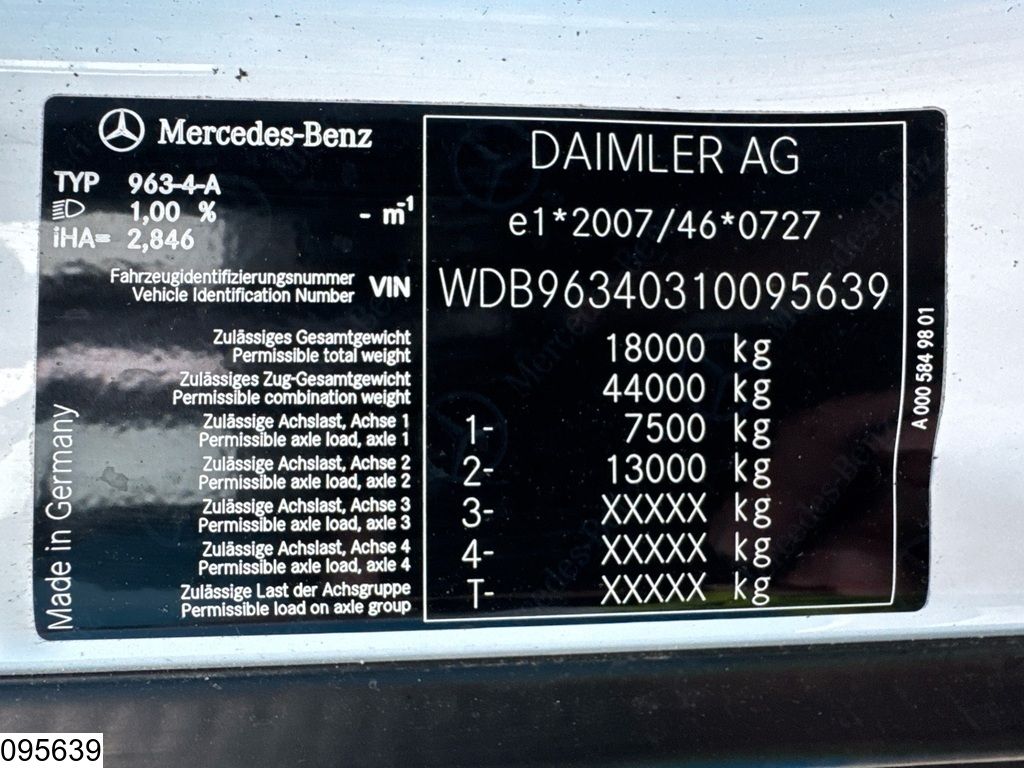 Mercedes-Benz
TYP 963-4-A
1,00 % - m-1
iHA= 2,846
DAIMLER AG
e1*2007/46*0727
Fahrzeugidentifizierungsnummer
Vehicle Identification Number
VIN WDB96340310095639
Zulässiges Gesamtgewicht
Permissible total weight
18000 kg
Zulässiges Zug-Gesamtgewicht
Permissible combination weight
44000 kg
Zulässige Achslast, Achse 1
Permissible axle load, axle 1
1- 7500 kg
Zulässige Achslast, Achse 2
Permissible axle load, axle 2
2- 13000 kg
Zulässige Achslast, Achse 3
Permissible axle load, axle 3
3- XXXXX kg
Zulässige Achslast, Achse 4
Permissible axle load, axle 4
4- XXXXX kg
Zulässige Last der Achsgruppe
Permissible load on axle group
T- XXXXX kg
Made in Germany
A 000 584 98 01
095639